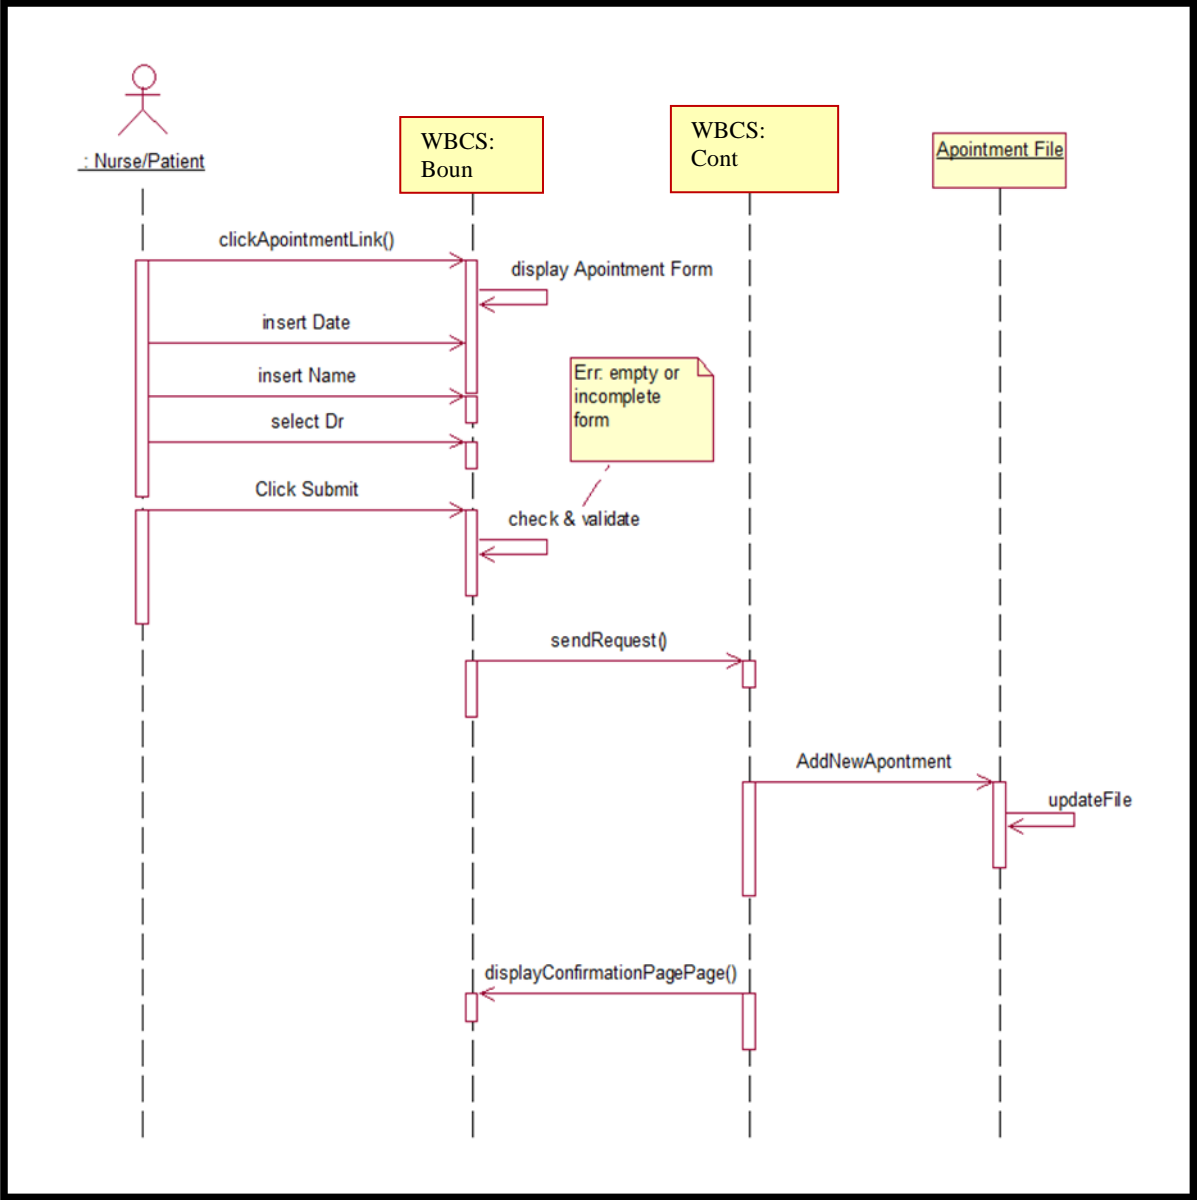 : Nurse/Patient
WBCS:
Boun
WBCS:
Cont
Apointment File
clickApointmentLink()
display Apointment Form
insert Date
insert Name
select Dr
Err: empty or
incomplete
form
Click Submit
check & validate
sendRequest()
AddNewApontment
updateFile
displayConfirmationPagePage()